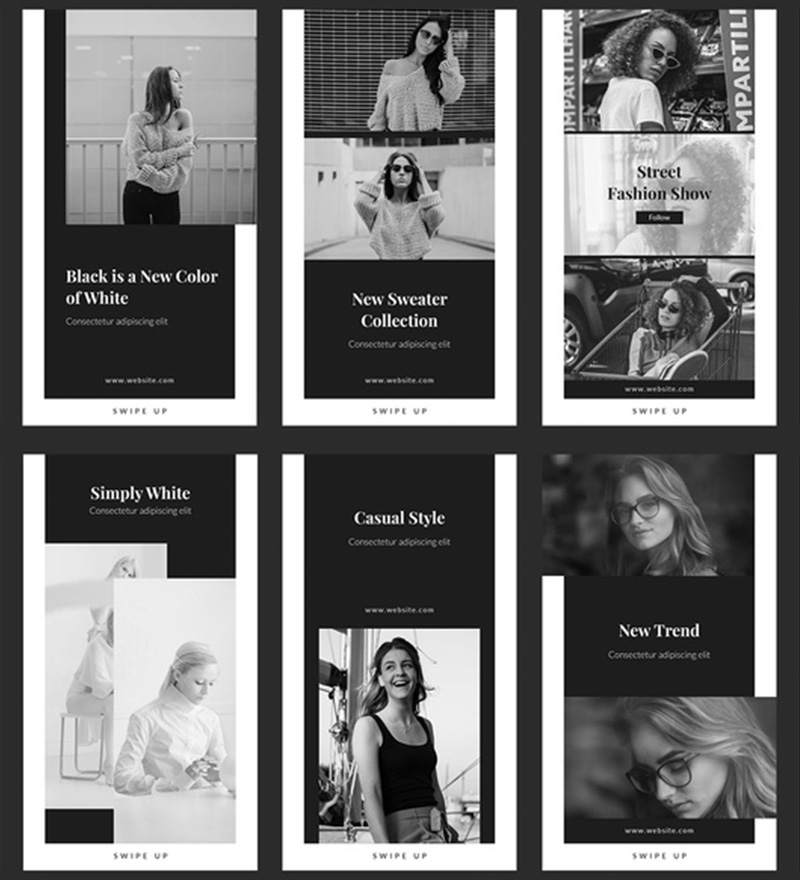 Black is a New Color
of White
Consectetur adipiscing elit
www.website.com
SWIPE UP
New Sweater
Collection
Consectetur adipiscing elit
www.website.com
SWIPE UP
MPARTILHAR
MPARTIL
Street
Fashion Show
Follow
www.website.com
SWIPE UP
Simply White
Consectetur adipiscing elit
SWIPE UP
Casual Style
Consectetur adipiscing elit
www.website.com
SWIPE UP
New Trend
Consectetur adipiscing elit
www.website.com
SWIPE UP